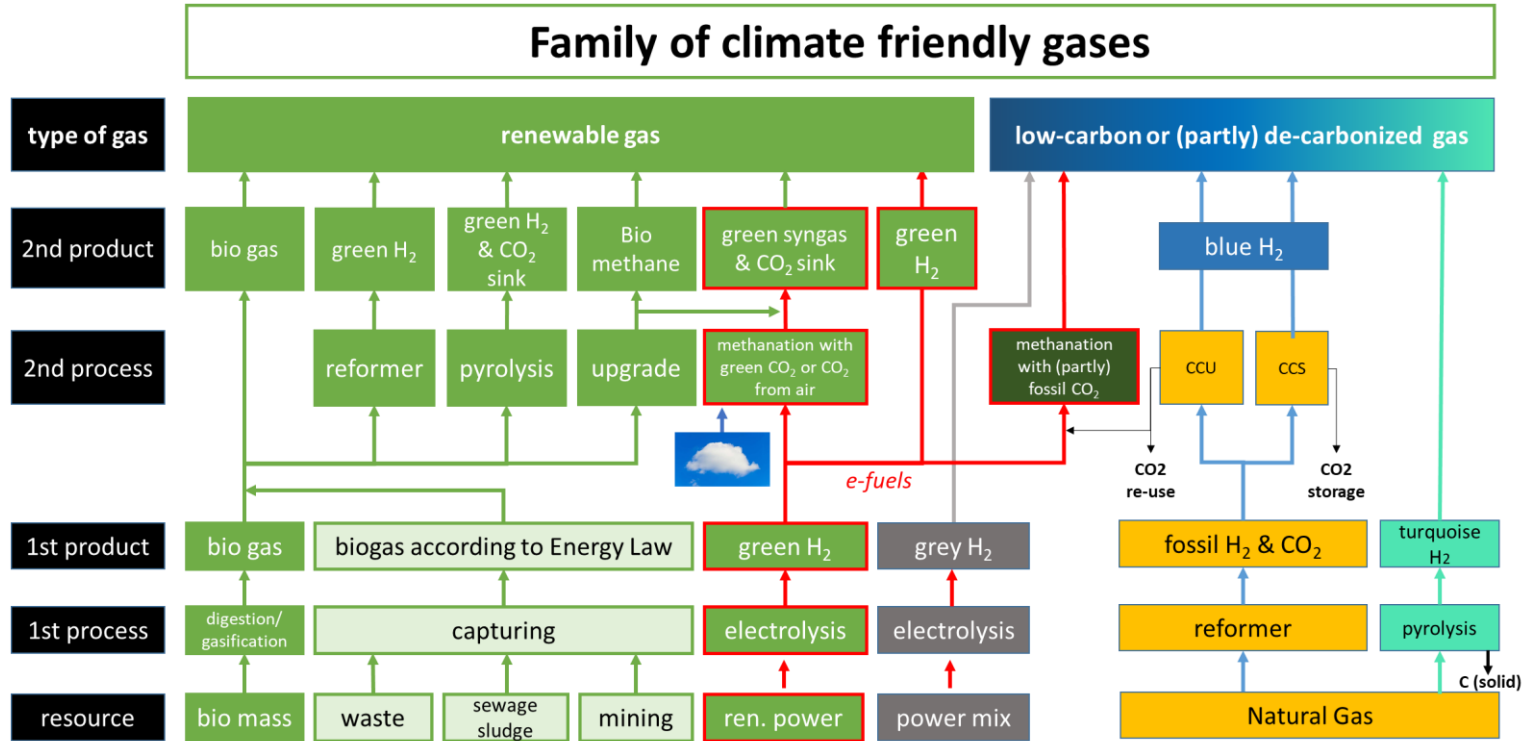 Family of climate friendly gases
type of gas
renewable gas
low-carbon or (partly) de-carbonized gas
2nd product
bio gas
green H₂
green H₂
& CO₂
sink
Bio
methane
green syngas
& CO₂ sink
green
H₂
blue H₂
2nd process
reformer
pyrolysis
upgrade
methanation with
green CO₂ or CO₂
from air
methanation
with (partly)
fossil CO₂
CCU
CCS
e-fuels
CO2
re-use
CO2
storage
1st product
bio gas
biogas according to Energy Law
green H₂
grey H₂
fossil H₂ & CO₂
turquoise
H₂
1st process
digestion/
gasification
capturing
electrolysis
electrolysis
reformer
pyrolysis
C (solid)
resource
bio mass
waste
sewage
sludge
mining
ren. power
power mix
Natural Gas